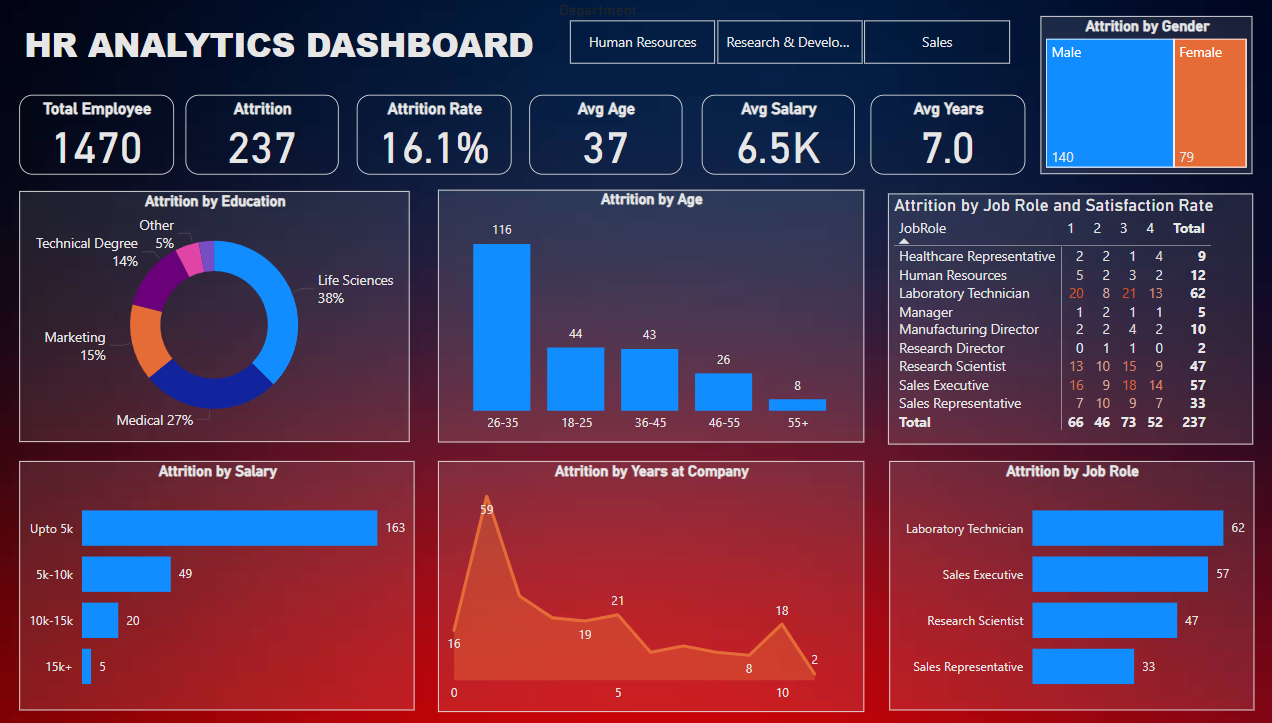 Department
HR ANALYTICS DASHBOARD
Human Resources
Research & Develo...
Sales
Attrition by Gender
Male
Female
140
79
Total Employee
1470
Attrition
237
Attrition Rate
16.1%
Avg Age
37
Avg Salary
6.5K
Avg Years
7.0
Attrition by Education
Other
5%
Technical Degree
14%
Life Sciences
38%
Marketing
15%
Medical 27%
Attrition by Age
116
44
43
26
8
26-35 18-25 36-45 46-55 55+
Attrition by Job Role and Satisfaction Rate
JobRole 1 2 3 4 Total
Healthcare Representative 2 2 1 4 9
Human Resources 5 2 3 2 12
Laboratory Technician 20 8 21 13 62
Manager 1 2 1 1 5
Manufacturing Director 2 2 4 2 10
Research Director 0 1 1 0 2
Research Scientist 13 10 15 9 47
Sales Executive 16 9 18 14 57
Sales Representative 7 10 9 7 33
Total 66 46 73 52 237
Attrition by Salary
Upto 5k 163
5k-10k 49
10k-15k 20
15k+ 5
Attrition by Years at Company
59
21
18
19
16
8
2
0 5 10
Attrition by Job Role
Laboratory Technician 62
Sales Executive 57
Research Scientist 47
Sales Representative 33